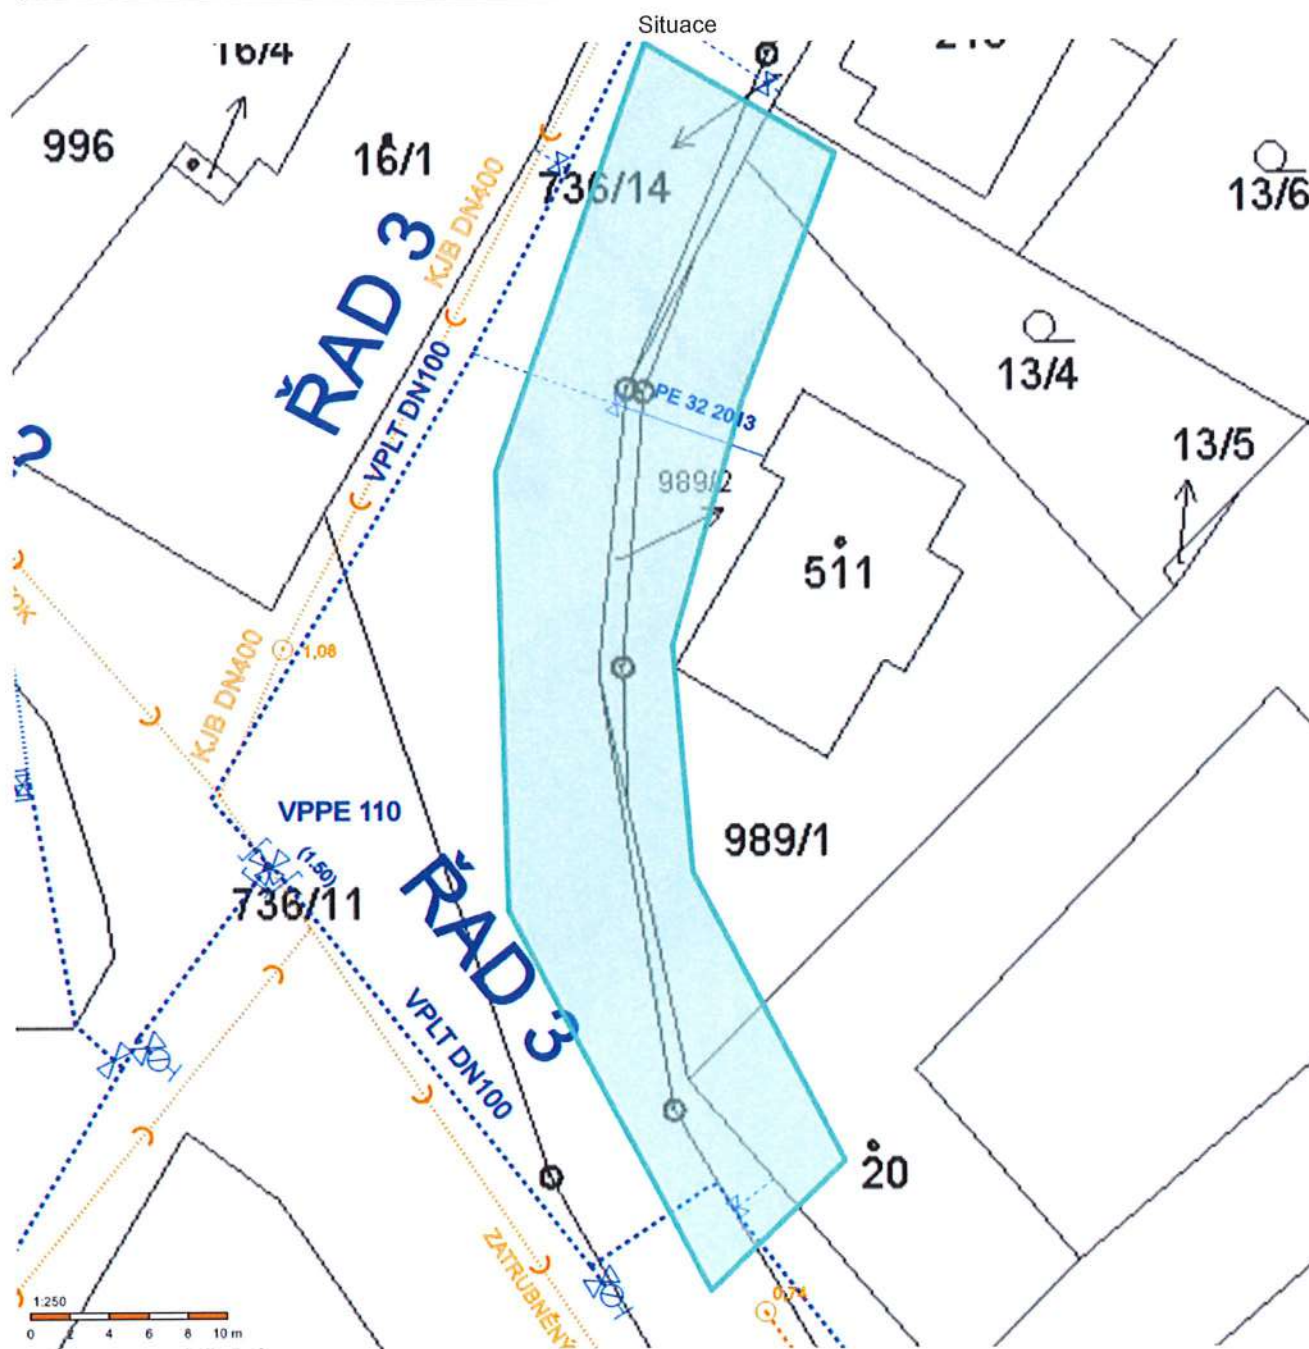 Situace
16/4
996
16/1
736/14
13/6
KJB DN400
ŘAD 3
VPLT DN100
13/4
PE 32 2013
13/5
989/2
511
1,08
KJB DN400
VPPE 110
(1.50)
989/1
736/11
ŘAD 3
VPLT DN100
20
ZATRUBNĚNÝ
0,74
1:250
0 2 4 6 8 10 m